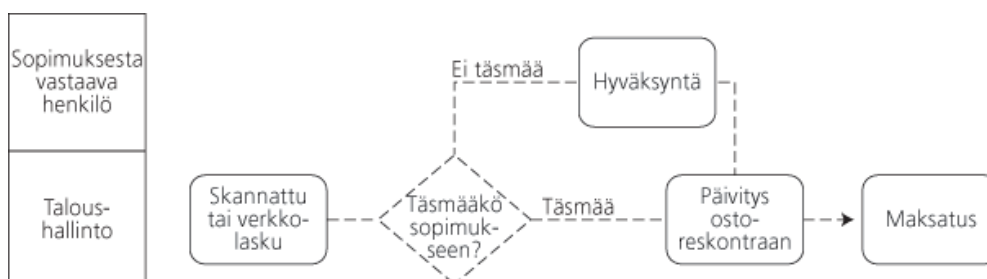 Sopimuksesta
vastaava
henkilö
Ei täsmää
Hyväksyntä
Talous-
hallinto
Skannattu
tai verkko-
lasku
Täsmääkö
sopimuk-
seen?
Täsmää
Päivitys
osto-
reskontraan
Maksatus